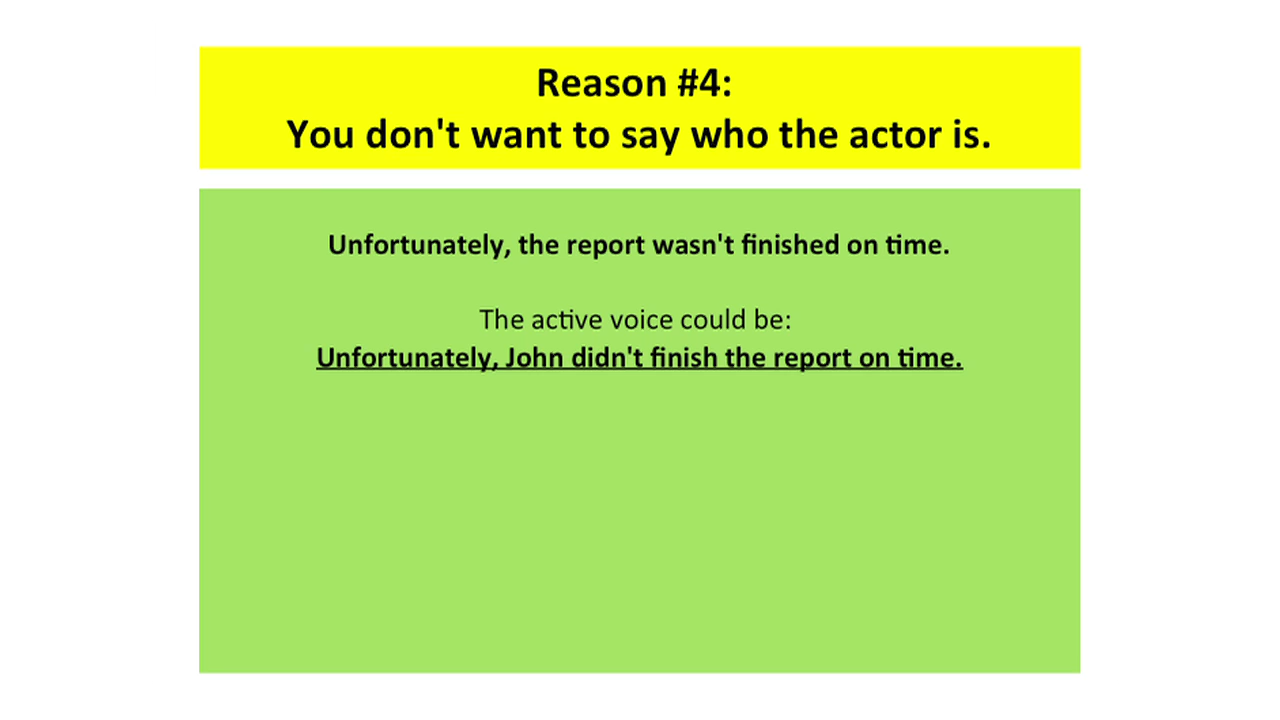 Reason #4:
You don't want to say who the actor is.
Unfortunately, the report wasn't finished on time.
The active voice could be:
Unfortunately, John didn't finish the report on time.